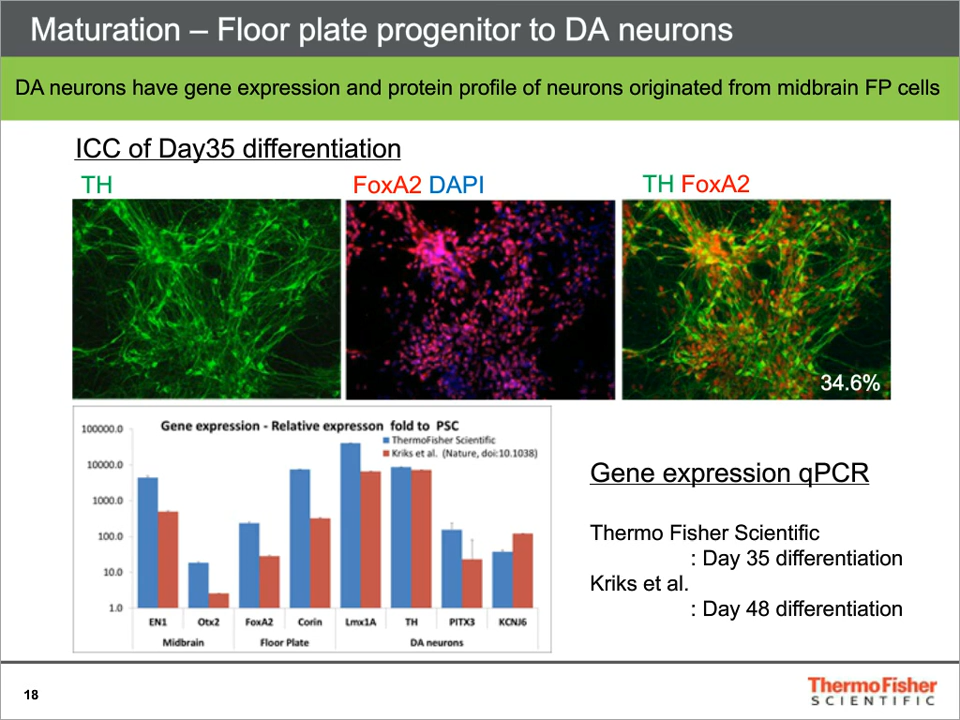 Maturation – Floor plate progenitor to DA neurons
DA neurons have gene expression and protein profile of neurons originated from midbrain FP cells
ICC of Day35 differentiation
TH
FoxA2 DAPI
TH FoxA2
34.6%
Gene expression - Relative expresson fold to PSC
ThermoFisher Scientific
Kriks et al. (Nature, doi:10.1038)
100000.0
10000.0
1000.0
100.0
10.0
1.0
EN1 Otx2 FoxA2 Corin Lmx1A TH PITX3 KCNJ6
Midbrain Floor Plate DA neurons
Gene expression qPCR
Thermo Fisher Scientific
: Day 35 differentiation
Kriks et al.
: Day 48 differentiation
18
ThermoFisher
SCIENTIFIC